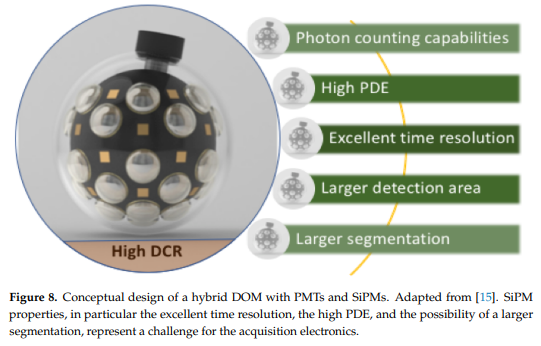 Photon counting capabilities
High PDE
Excellent time resolution
Larger detection area
Larger segmentation
High DCR
Figure 8. Conceptual design of a hybrid DOM with PMTs and SiPMs. Adapted from [15]. SiPM
properties, in particular the excellent time resolution, the high PDE, and the possibility of a larger
segmentation, represent a challenge for the acquisition electronics.